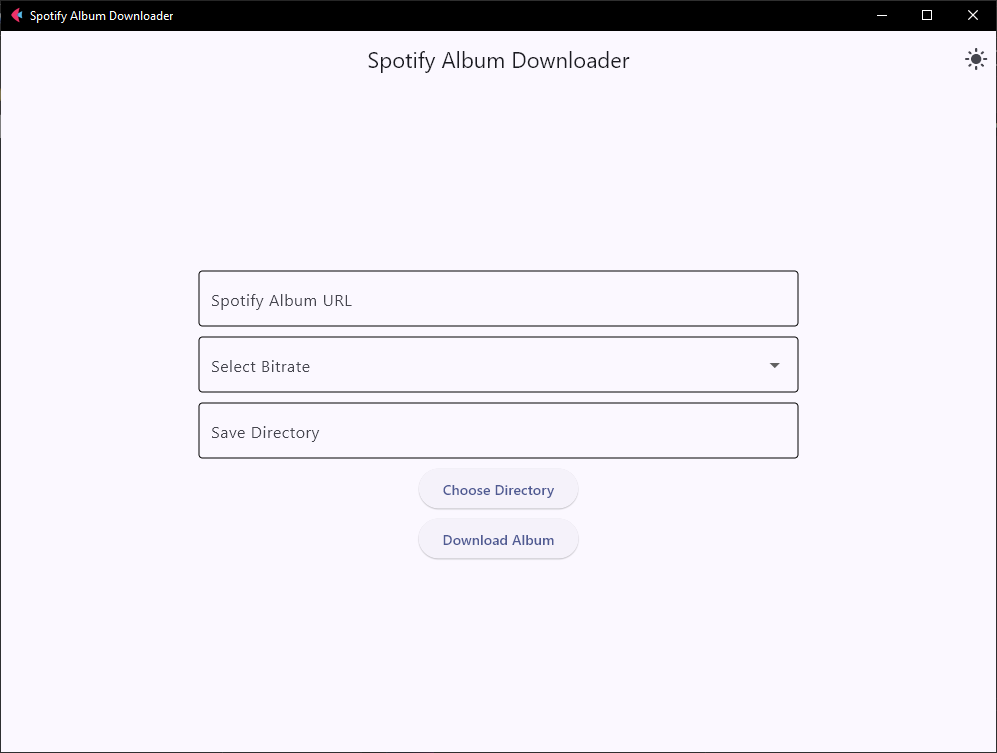 Spotify Album Downloader
Spotify Album Downloader
Spotify Album URL
Select Bitrate
Save Directory
Choose Directory
Download Album